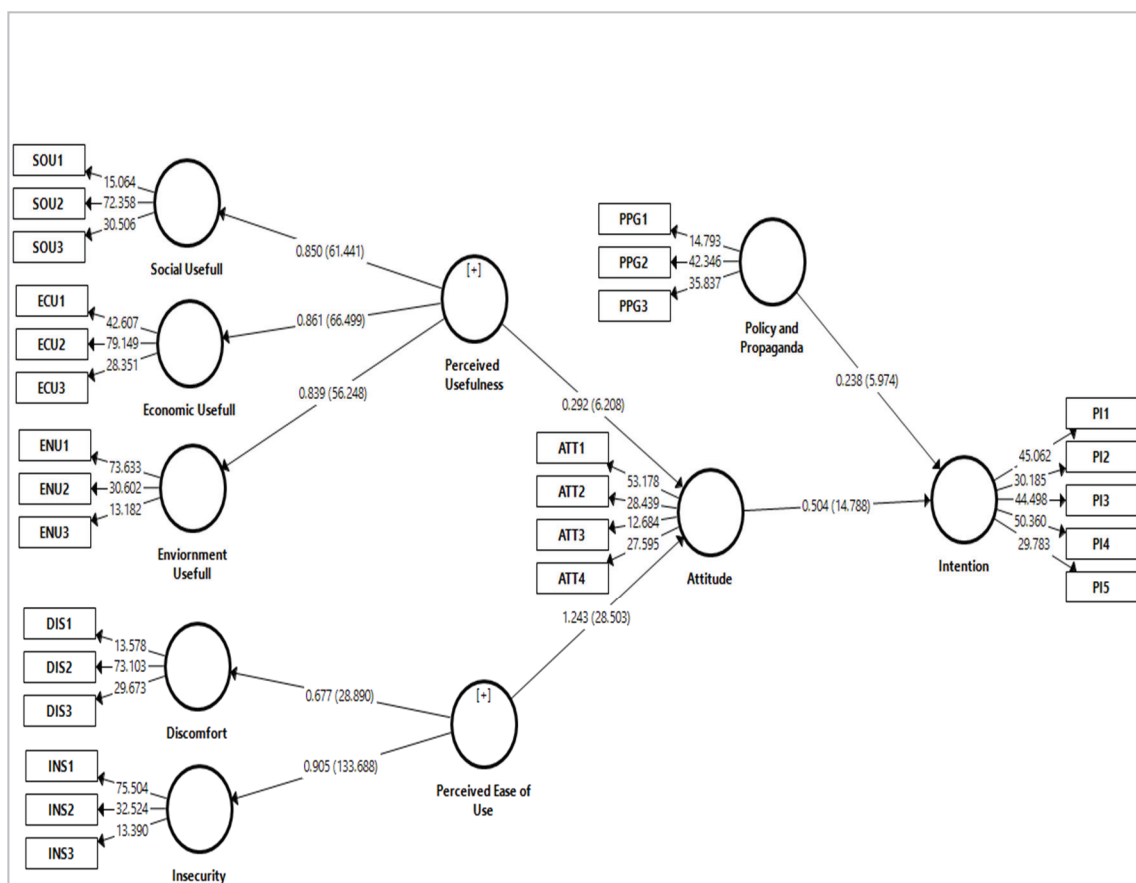 SOU1
15.064
SOU2
72.358
SOU3
30.506
Social Usefull
0.850 (61.441)
ECU1
42.607
ECU2
79.149
ECU3
28.351
Economic Usefull
0.861 (66.499)
ENU1
73.633
ENU2
30.602
ENU3
13.182
Enviornment
Usefull
0.839 (56.248)
[+]
Perceived
Usefulness
0.292 (6.208)
DIS1
13.578
DIS2
73.103
DIS3
29.673
Discomfort
0.677 (28.890)
INS1
75.504
INS2
32.524
INS3
13.390
Insecurity
0.905 (133.688)
[+]
Perceived Ease of
Use
1.243 (28.503)
PPG1
14.793
PPG2
42.346
PPG3
35.837
Policy and
Propaganda
0.238 (5.974)
ATT1
53.178
ATT2
28.439
ATT3
12.684
ATT4
27.595
Attitude
0.504 (14.788)
Intention
PI1
45.062
PI2
30.185
PI3
44.498
PI4
50.360
PI5
29.783